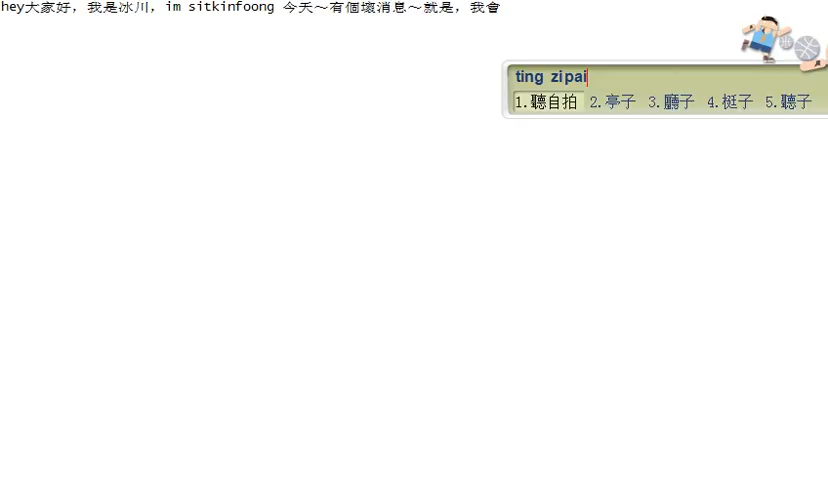 hey大家好，我是冰川，im sitkinfoong 今天～有個壞消息～就是，我會
ting zipai
1.聽自拍 2.亭子 3.廳子 4.梃子 5.聽子